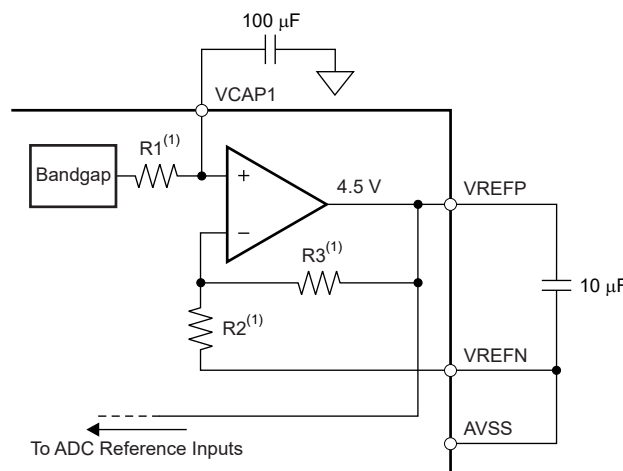 100 μF
VCAP1
R1(1)
Bandgap
+
4.5 V
VREFP
−
R3(1)
10 μF
R2(1)
VREFN
AVSS
To ADC Reference Inputs